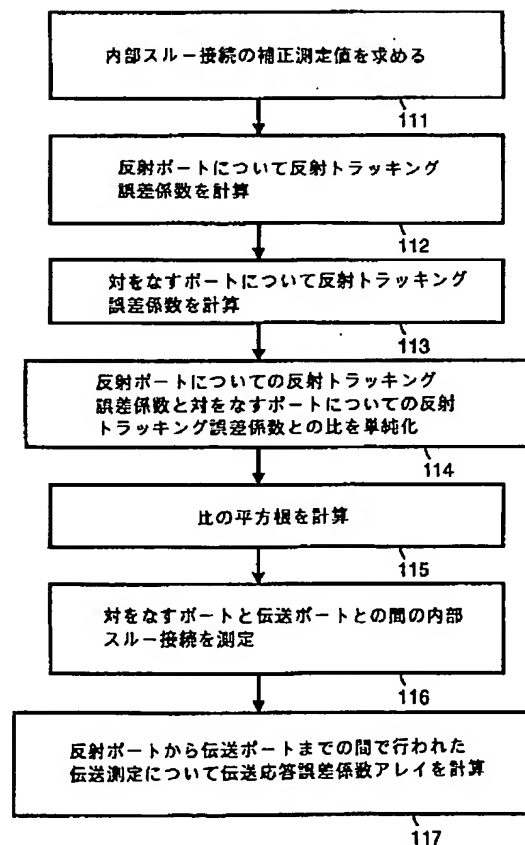 内部スルー接続の補正測定値を求める
111
反射ポートについて反射トラッキング
誤差係数を計算
112
対をなすポートについて反射トラッキング
誤差係数を計算
113
反射ポートについての反射トラッキング
誤差係数と対をなすポートについての反射
トラッキング誤差係数との比を単純化
114
比の平方根を計算
115
対をなすポートと伝送ポートとの間の内部
スルー接続を測定
116
反射ポートから伝送ポートまでの間で行われた
伝送測定について伝送応答誤差係数アレイを計算
117